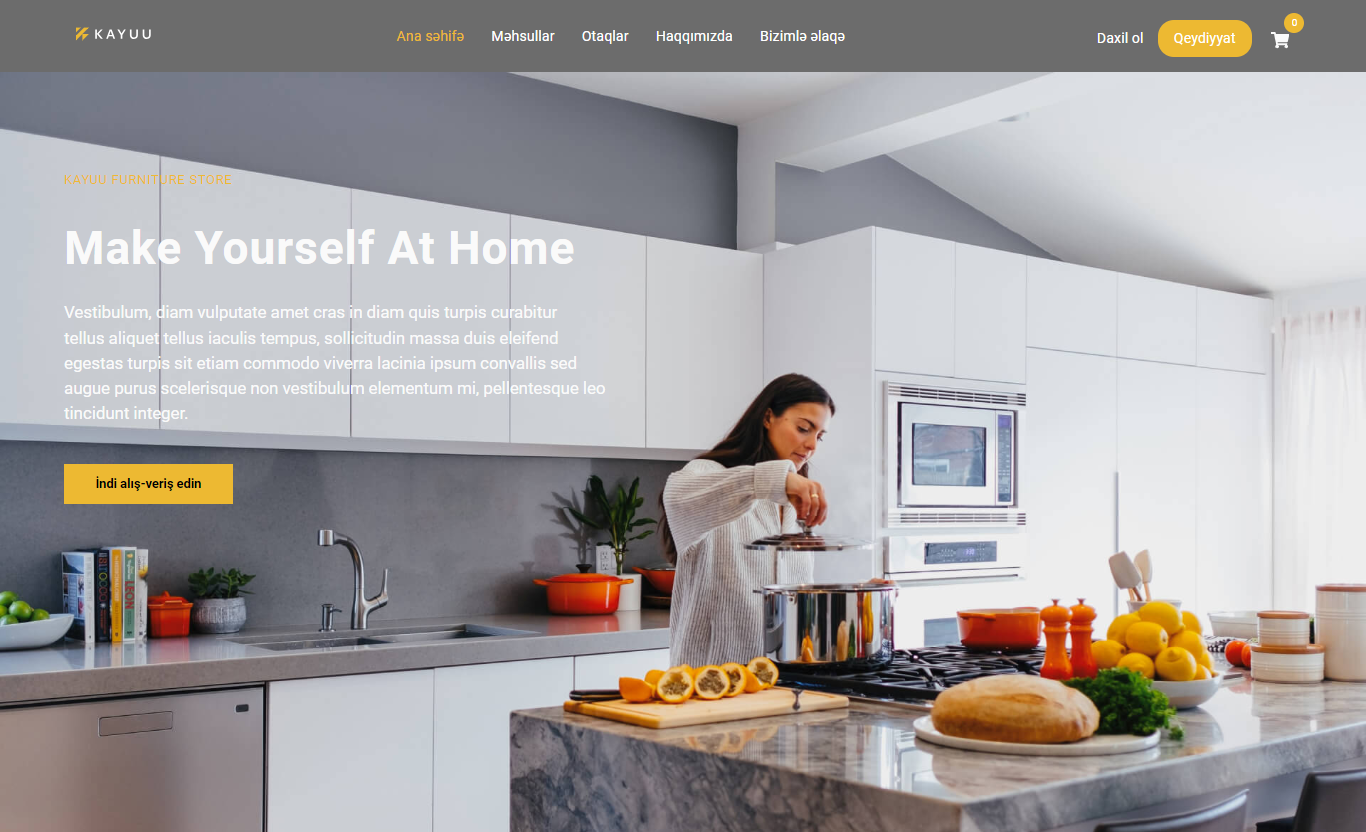 KAYUU
Ana səhifə
Məhsullar
Otaqlar
Haqqımızda
Bizimlə əlaqə
Daxil ol
Qeydiyyat
0
KAYUU FURNITURE STORE
Make Yourself At Home
Vestibulum, diam vulputate amet cras in diam quis turpis curabitur
tellus aliquet tellus iaculis tempus, sollicitudin massa duis eleifend
egestas turpis sit etiam commodo viverra lacinia ipsum convallis sed
augue purus scelerisque non vestibulum elementum mi, pellentesque leo
tincidunt integer.
İndi alış-veriş edin